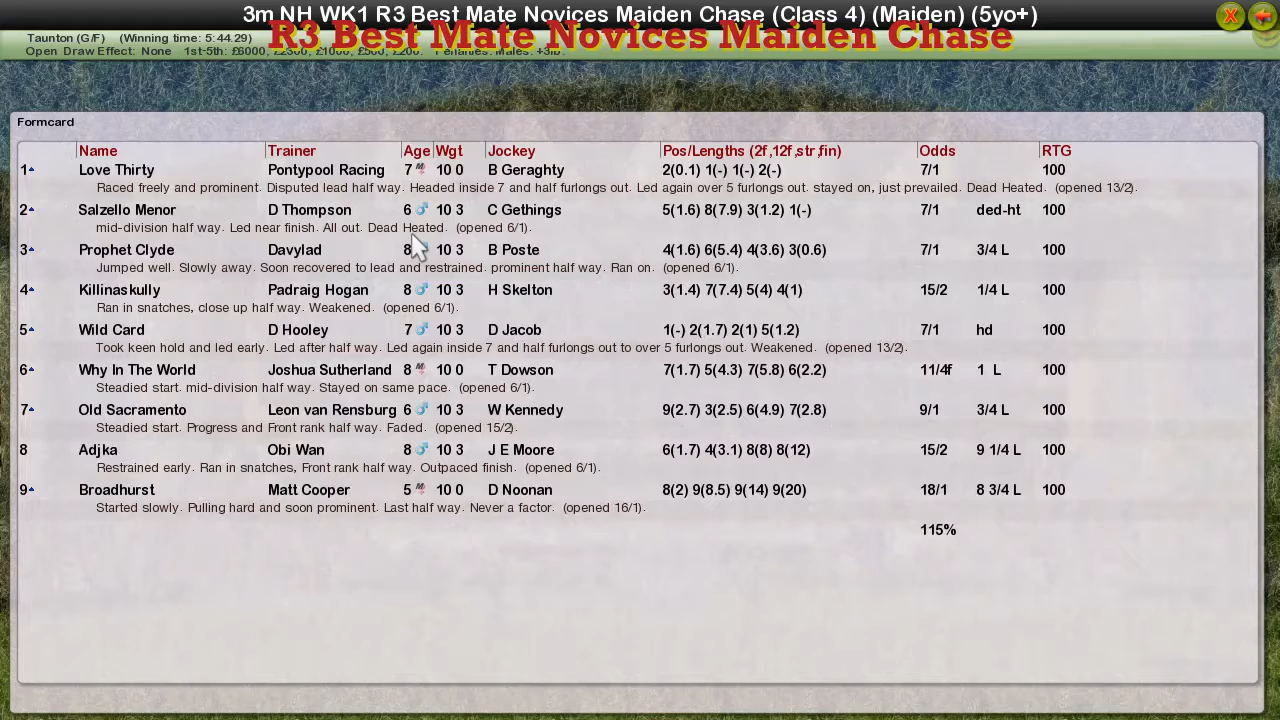 3m NH WK1 R3 Best Mate Novices Maiden Chase (Class 4) (Maiden) (5yo+)
R3 Best Mate Novices Maiden Chase
Taunton (G/F) (Winning time: 5:44.29)
Open Draw Effect: None 1st-5th: £6000, £2300, £1000, £500, £200. Penalties: Males: +3lb.
Formcard
Name Trainer Age Wgt Jockey Pos/Lengths (2f,12f,str,fin) Odds RTG
1 Love Thirty Pontypool Racing 7 10 0 B Geraghty 2(0.1) 1(-) 1(-) 2(-) 7/1 100
Raced freely and prominent. Disputed lead half way. Headed inside 7 and half furlongs out. Led again over 5 furlongs out. stayed on, just prevailed. Dead Heated. (opened 13/2).
2 Salzello Menor D Thompson 6 10 3 C Gethings 5(1.6) 8(7.9) 3(1.2) 1(-) 7/1 ded-ht 100
mid-division half way. Led near finish. All out. Dead Heated. (opened 6/1).
3 Prophet Clyde Davylad 8 10 3 B Poste 4(1.6) 6(5.4) 4(3.6) 3(0.6) 7/1 3/4 L 100
Jumped well. Slowly away. Soon recovered to lead and restrained. prominent half way. Ran on. (opened 6/1).
4 Killinaskully Padraig Hogan 8 10 3 H Skelton 3(1.4) 7(7.4) 5(4) 4(1) 15/2 1/4 L 100
Ran in snatches, close up half way. Weakened. (opened 6/1).
5 Wild Card D Hooley 7 10 3 D Jacob 1(-) 2(1.7) 2(1) 5(1.2) 7/1 hd 100
Took keen hold and led early. Led after half way. Led again inside 7 and half furlongs out to over 5 furlongs out. Weakened. (opened 13/2).
6 Why In The World Joshua Sutherland 8 10 0 T Dowson 7(1.7) 5(4.3) 7(5.8) 6(2.2) 11/4f 1 L 100
Steadied start. mid-division half way. Stayed on same pace. (opened 6/1).
7 Old Sacramento Leon van Rensburg 6 10 3 W Kennedy 9(2.7) 3(2.5) 6(4.9) 7(2.8) 9/1 3/4 L 100
Steadied start. Progress and Front rank half way. Faded. (opened 15/2).
8 Adjka Obi Wan 8 10 3 J E Moore 6(1.7) 4(3.1) 8(8) 8(12) 15/2 9 1/4 L 100
Restrained early. Ran in snatches, Front rank half way. Outpaced finish. (opened 6/1).
9 Broadhurst Matt Cooper 5 10 0 D Noonan 8(2) 9(8.5) 9(14) 9(20) 18/1 8 3/4 L 100
Started slowly. Pulling hard and soon prominent. Last half way. Never a factor. (opened 16/1).
115%